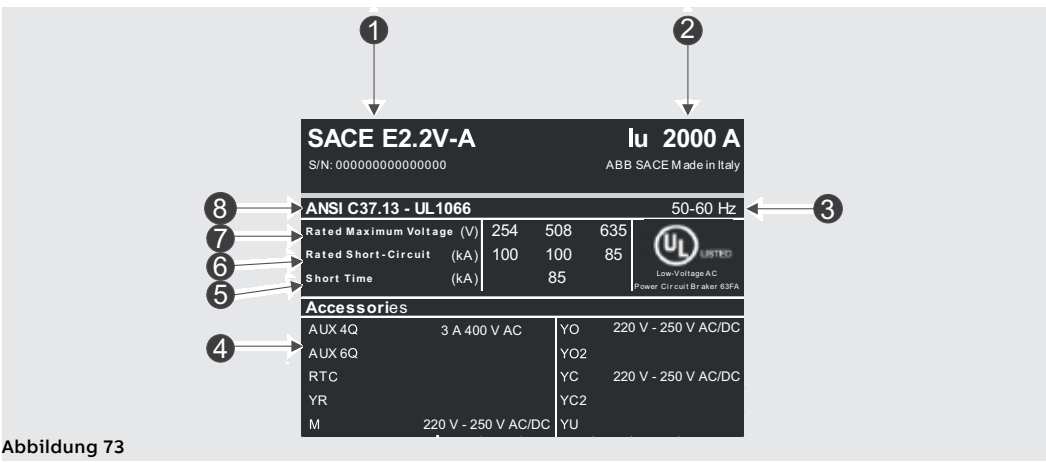 1 2
SACE E2.2V-A Iu 2000 A
S/N: 000000000000000 ABB SACE Made in Italy
8 ANSI C37.13 - UL1066 50-60 Hz 3
7 Rated Maximum Voltage (V) 254 508 635
6 Rated Short-Circuit (kA) 100 100 85
5 Short Time (kA) 85
UL LISTED
Low-Voltage AC
Power Circuit Braker 63FA
Accessories
4
AUX 4Q 3 A 400 V AC YO 220 V - 250 V AC/DC
AUX 6Q YO2
RTC YC 220 V - 250 V AC/DC
YR YC2
M 220 V - 250 V AC/DC YU
Abbildung 73